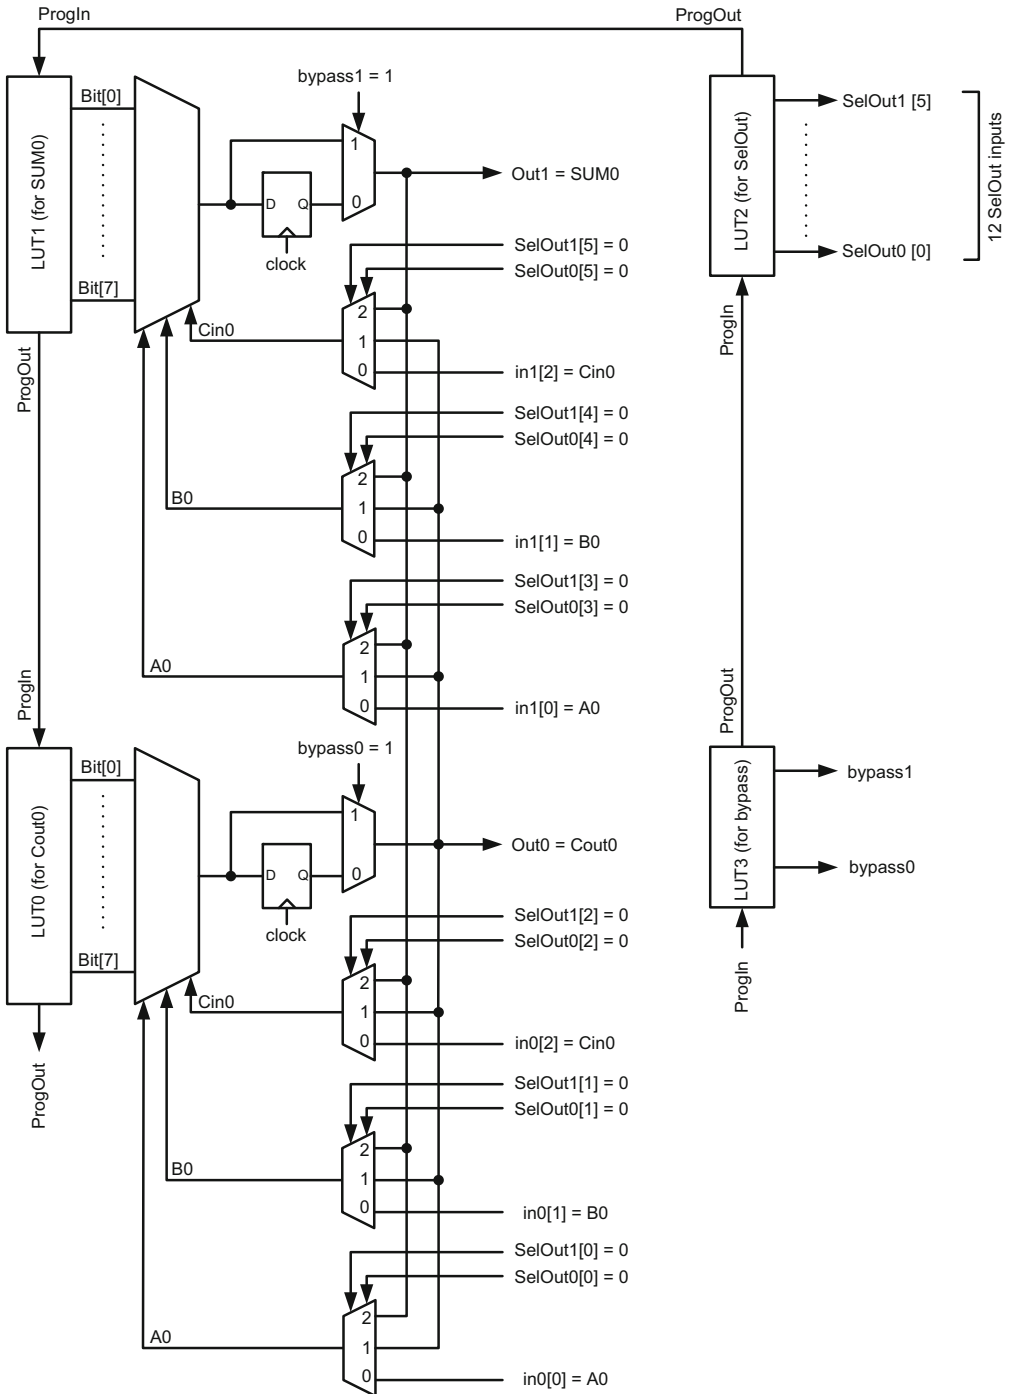 ProgIn
ProgOut
bypass1 = 1
LUT1 (for SUM0)
Bit[0]
Bit[7]
1
0
D
Q
clock
Out1 = SUM0
SelOut1[5] = 0
SelOut0[5] = 0
2
1
0
Cin0
in1[2] = Cin0
SelOut1[4] = 0
SelOut0[4] = 0
2
1
0
B0
in1[1] = B0
SelOut1[3] = 0
SelOut0[3] = 0
2
1
0
A0
in1[0] = A0
ProgOut
ProgIn
LUT2 (for SelOut)
SelOut1 [5]
SelOut0 [0]
12 SelOut inputs
ProgIn
ProgOut
LUT3 (for bypass)
bypass1
bypass0
ProgIn
bypass0 = 1
LUT0 (for Cout0)
Bit[0]
Bit[7]
1
0
D
Q
clock
Out0 = Cout0
SelOut1[2] = 0
SelOut0[2] = 0
2
1
0
Cin0
in0[2] = Cin0
ProgOut
SelOut1[1] = 0
SelOut0[1] = 0
2
1
0
B0
in0[1] = B0
SelOut1[0] = 0
SelOut0[0] = 0
2
1
0
A0
in0[0] = A0